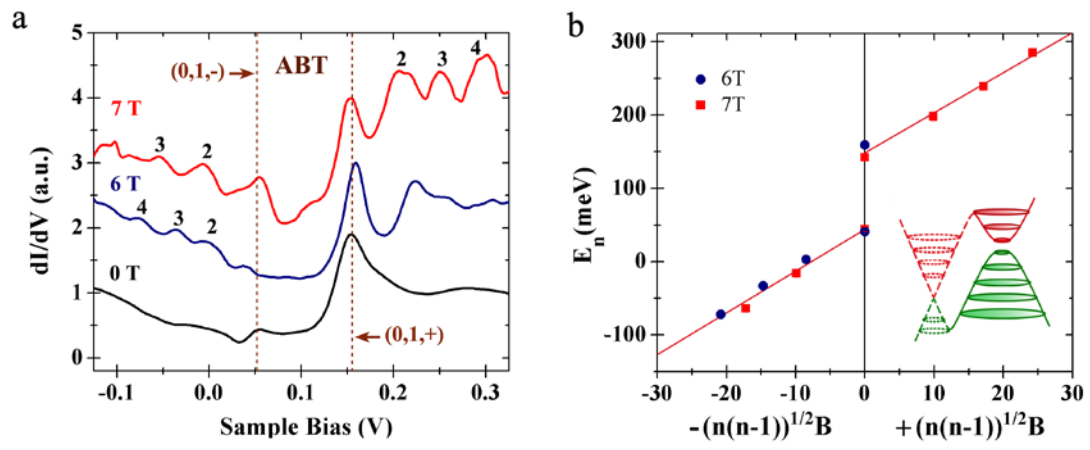 a
5
4
3
2
1
0
dI/dV (a.u.)
-0.1
0.0
0.1
0.2
0.3
Sample Bias (V)
(0,1,-)
ABT
2
3
4
7 T
3
2
6 T
4
3
2
0 T
(0,1,+)
b
300
200
100
0
-100
Eₙ(meV)
6T
7T
-30
-20
-10
0
10
20
30
-(n(n-1))^1/2B
+(n(n-1))^1/2B